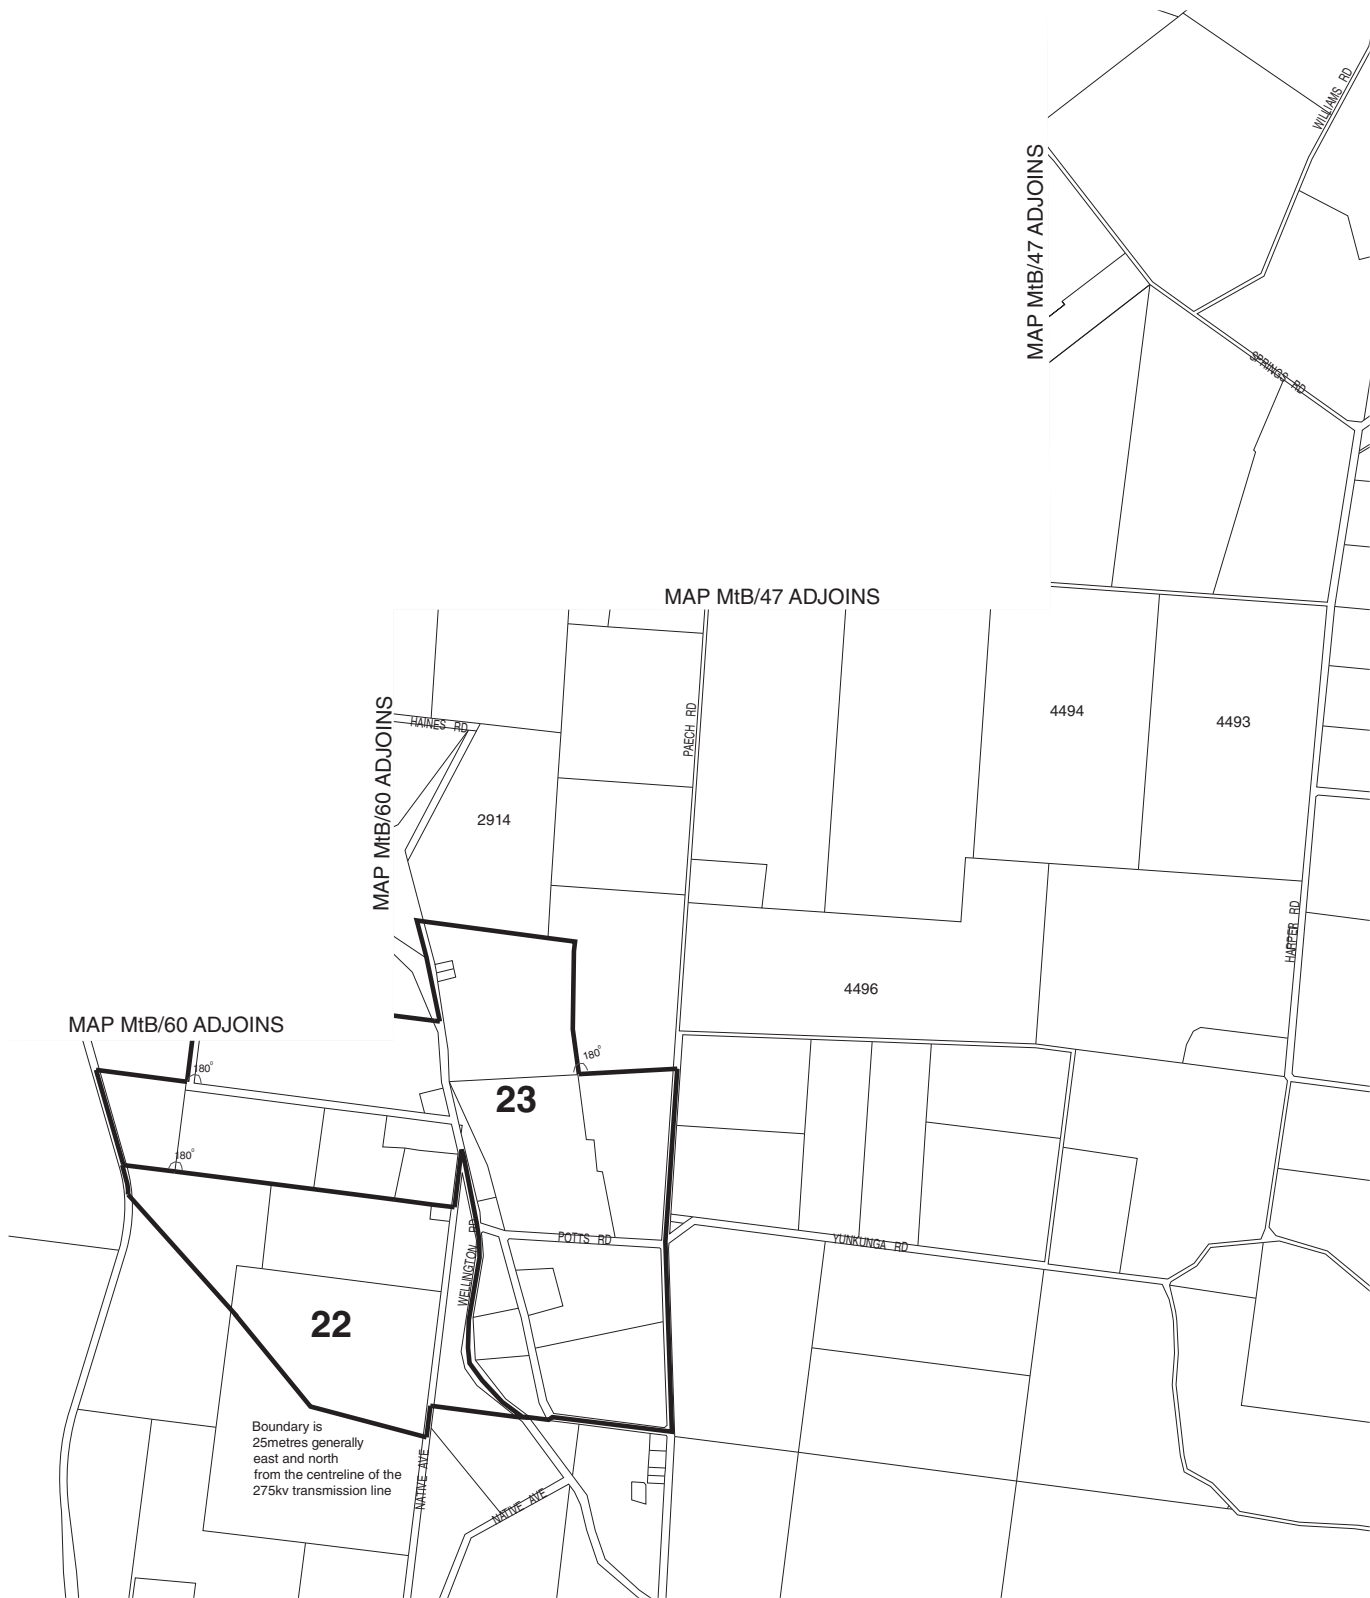 WILLIAMS RD
MAP MtB/47 ADJOINS
SPRINGS RD
MAP MtB/47 ADJOINS
MAP MtB/60 ADJOINS
HAINES RD
PAECH RD
4494
4493
2914
HARPER RD
4496
MAP MtB/60 ADJOINS
180°
180°
23
180°
WELLINGTON RD
POTTS RD
YUNKUNGA RD
22
Boundary is
25metres generally
east and north
from the centreline of the
275kv transmission line
NATIVE AVE
NATIVE AVE